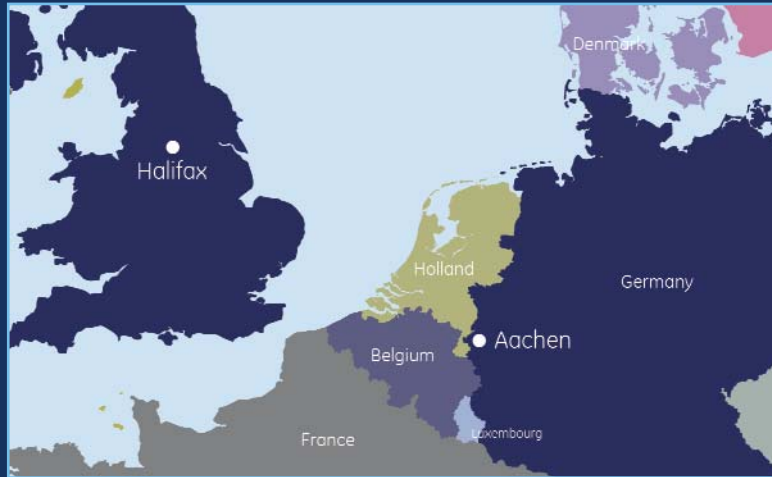 Denmark
Halifax
Holland
Germany
Aachen
Belgium
Luxembourg
France